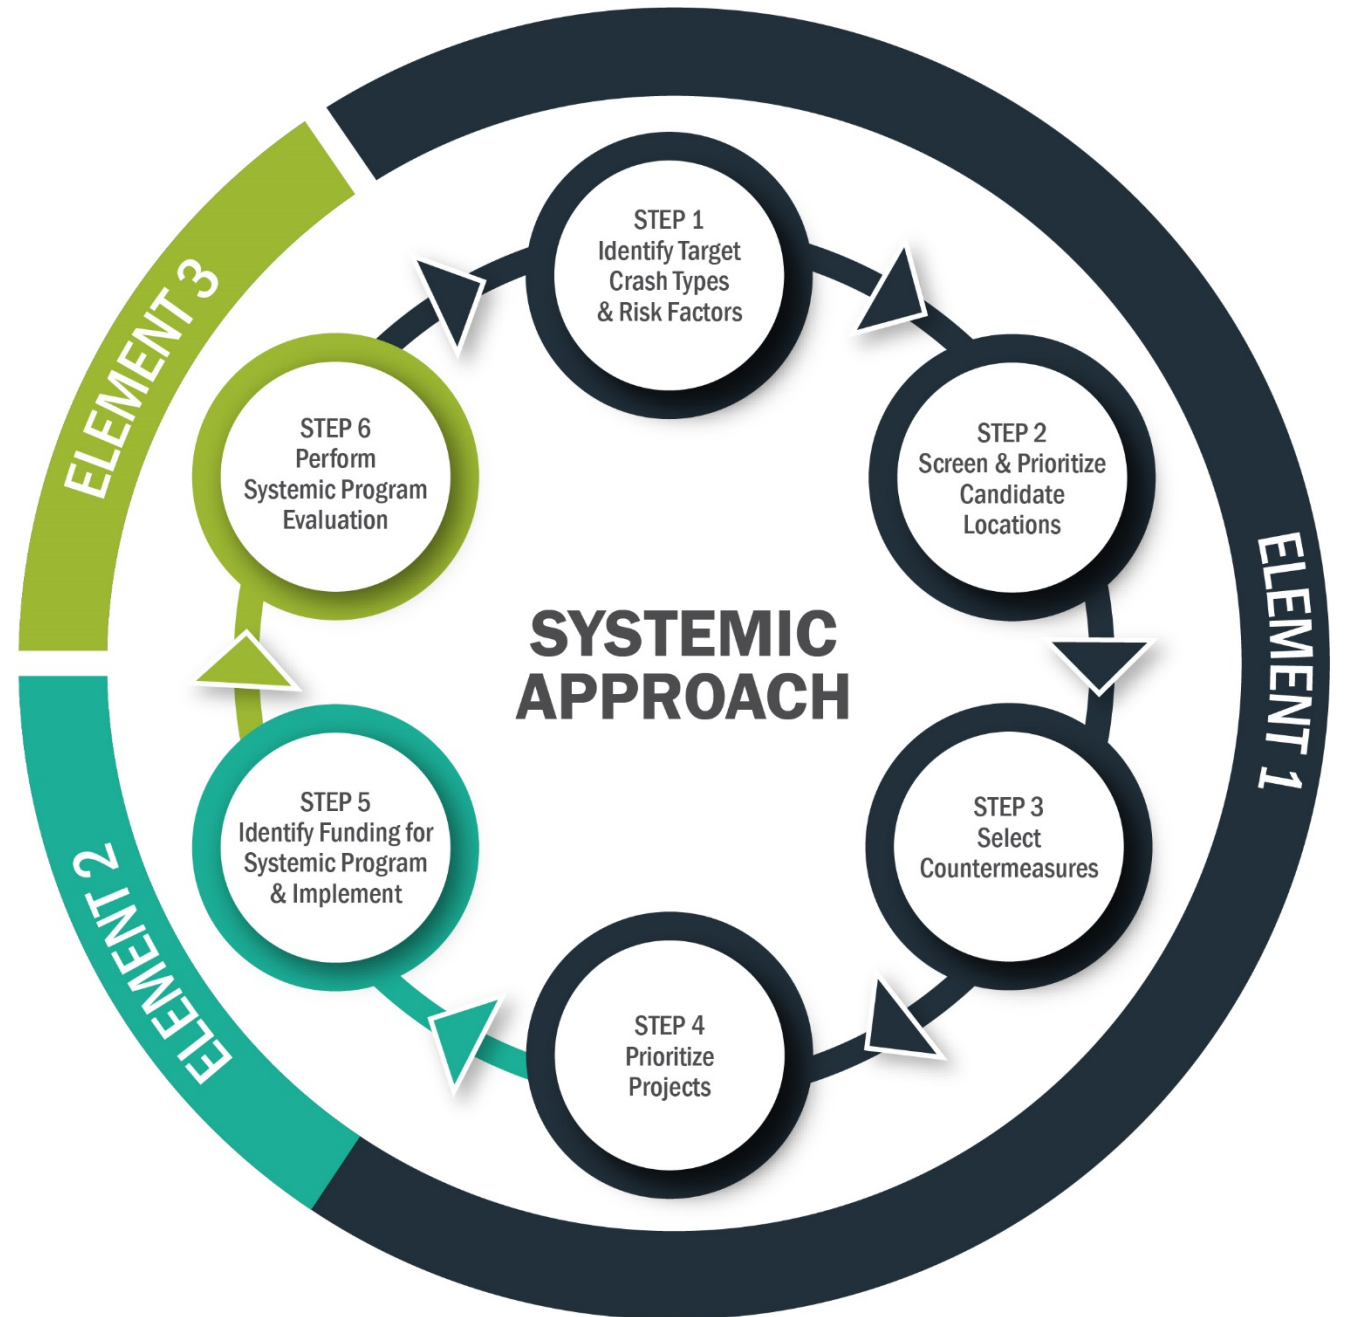 STEP 1
Identify Target
Crash Types
& Risk Factors
STEP 2
Screen & Prioritize
Candidate
Locations
STEP 3
Select
Countermeasures
STEP 4
Prioritize
Projects
STEP 5
Identify Funding for
Systemic Program
& Implement
STEP 6
Perform
Systemic Program
Evaluation
SYSTEMIC
APPROACH
ELEMENT 1
ELEMENT 2
ELEMENT 3